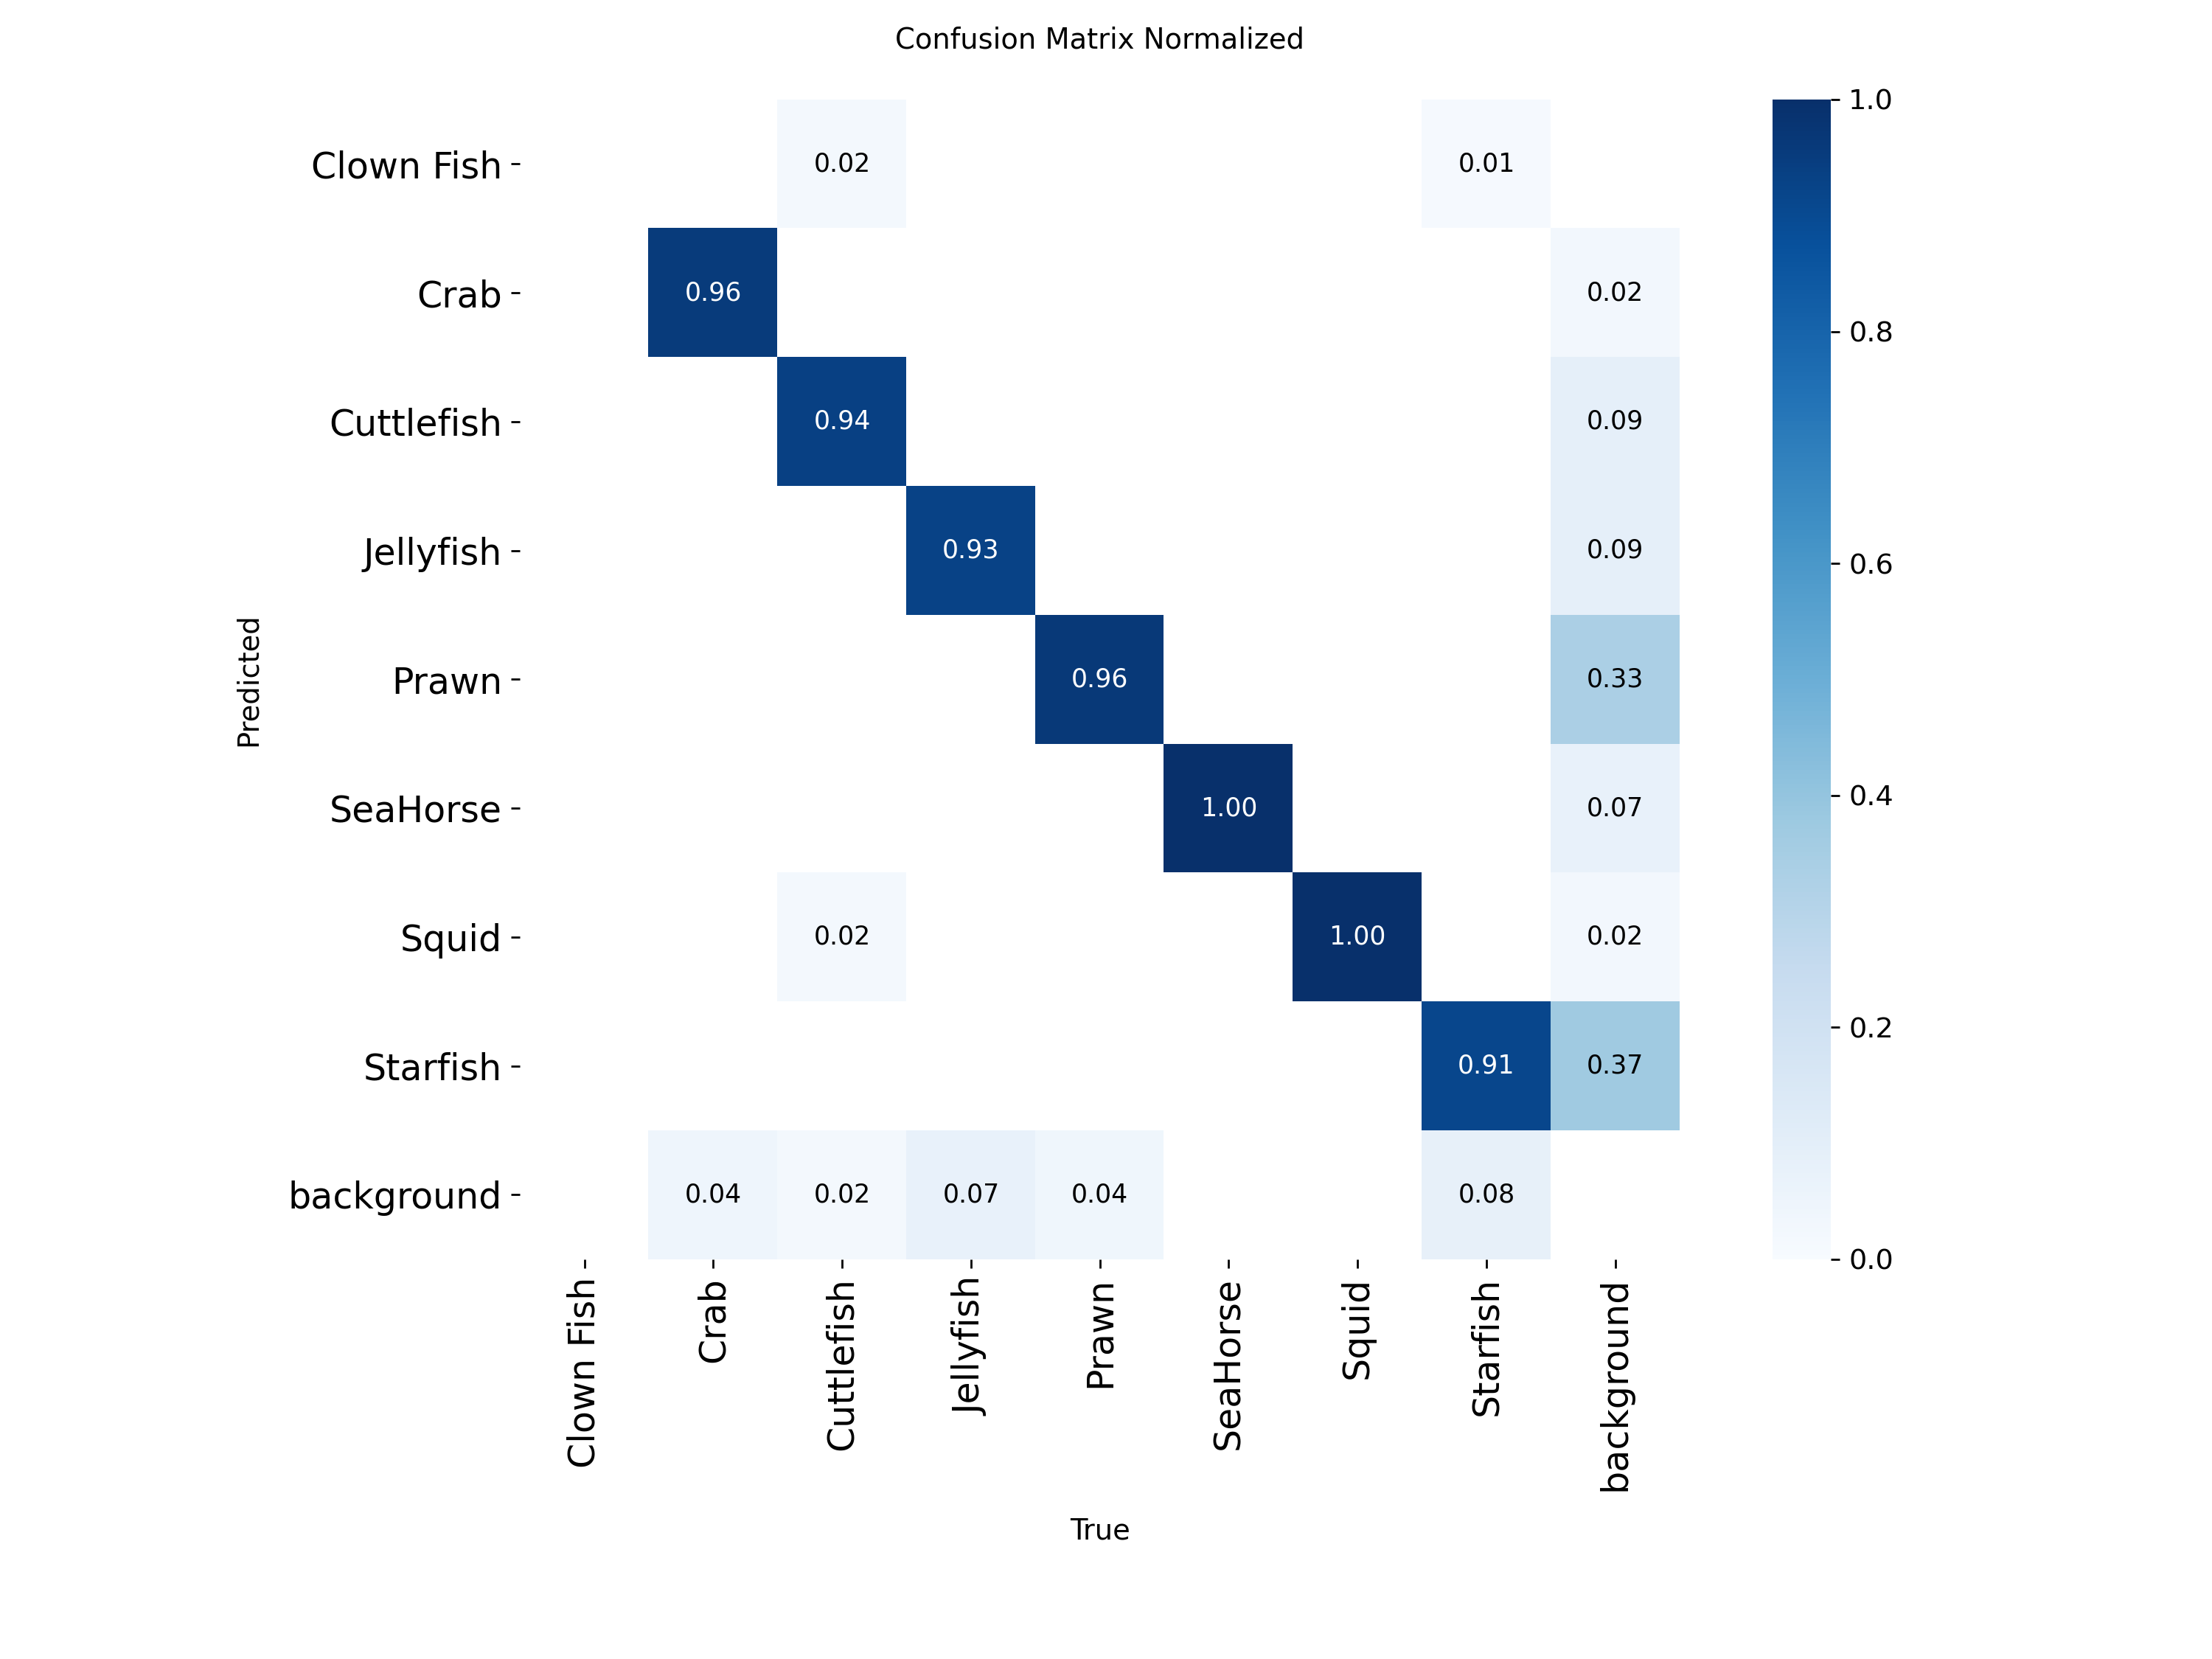 Confusion Matrix Normalized
Clown Fish
0.02
0.01
Crab
0.96
0.02
Cuttlefish
0.94
0.09
Jellyfish
0.93
0.09
Prawn
0.96
0.33
SeaHorse
1.00
0.07
Squid
0.02
1.00
0.02
Starfish
0.91
0.37
background
0.04
0.02
0.07
0.04
0.08
Predicted
Clown Fish
Crab
Cuttlefish
Jellyfish
Prawn
SeaHorse
Squid
Starfish
background
True
1.0
0.8
0.6
0.4
0.2
0.0